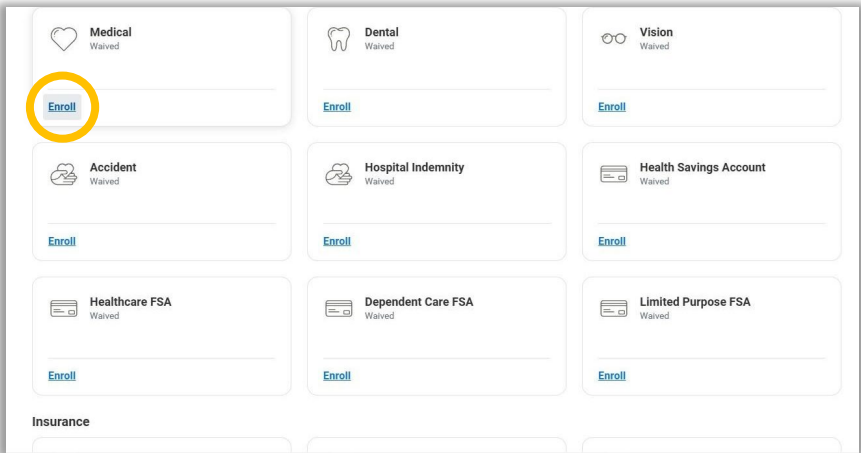 Medical
Waived
Enroll
Dental
Waived
Enroll
Vision
Waived
Enroll
Accident
Waived
Enroll
Hospital Indemnity
Waived
Enroll
Health Savings Account
Waived
Enroll
Healthcare FSA
Waived
Enroll
Dependent Care FSA
Waived
Enroll
Limited Purpose FSA
Waived
Enroll
Insurance